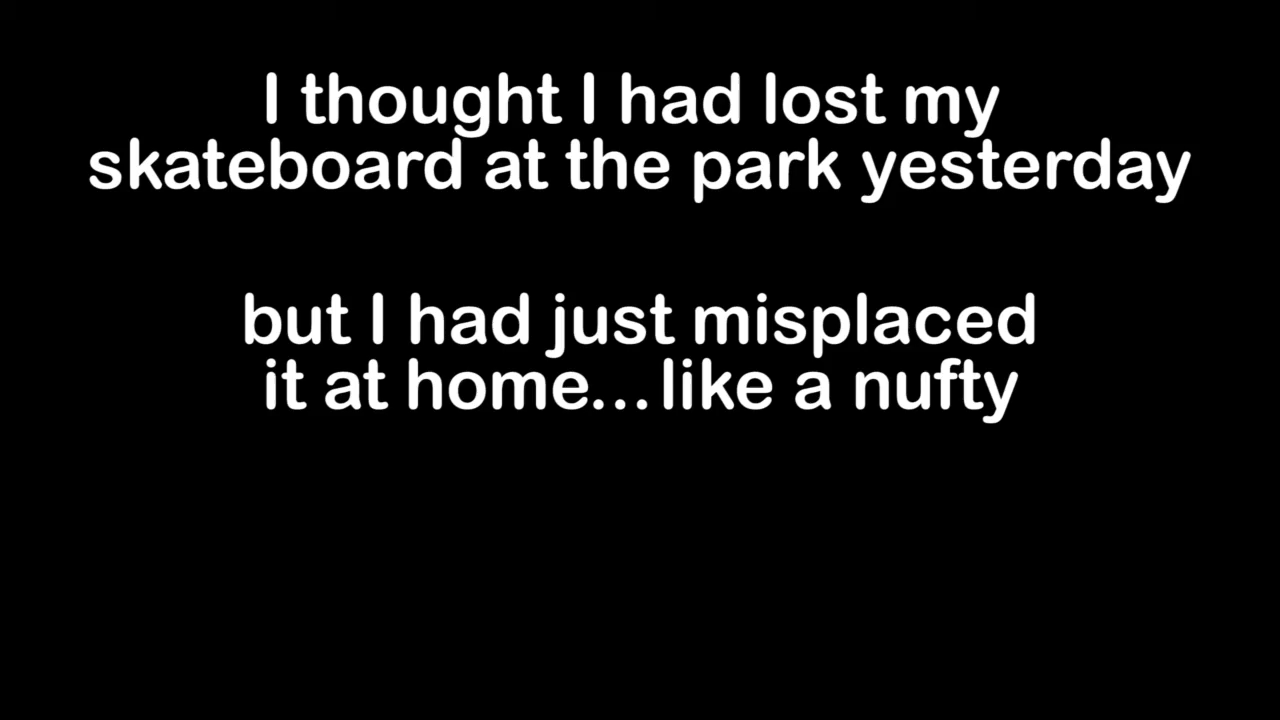 I thought I had lost my
skateboard at the park yesterday
but I had just misplaced
it at home...like a nufty